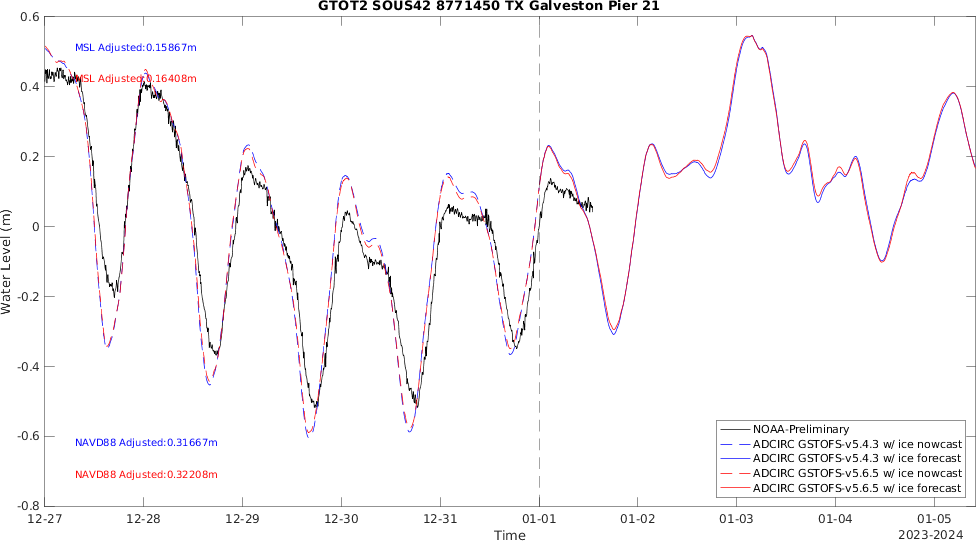 GTOT2 SOUS42 8771450 TX Galveston Pier 21
0.6
MSL Adjusted:0.15867m
MSL Adjusted:0.16408m
0.4
0.2
0
-0.2
-0.4
-0.6
-0.8
Water Level (m)
NAVD88 Adjusted:0.31667m
NAVD88 Adjusted:0.32208m
NOAA-Preliminary
ADCIRC GSTOFS-v5.4.3 w/ ice nowcast
ADCIRC GSTOFS-v5.4.3 w/ ice forecast
ADCIRC GSTOFS-v5.6.5 w/ ice nowcast
ADCIRC GSTOFS-v5.6.5 w/ ice forecast
12-27 12-28 12-29 12-30 12-31 01-01 01-02 01-03 01-04 01-05
Time
2023-2024